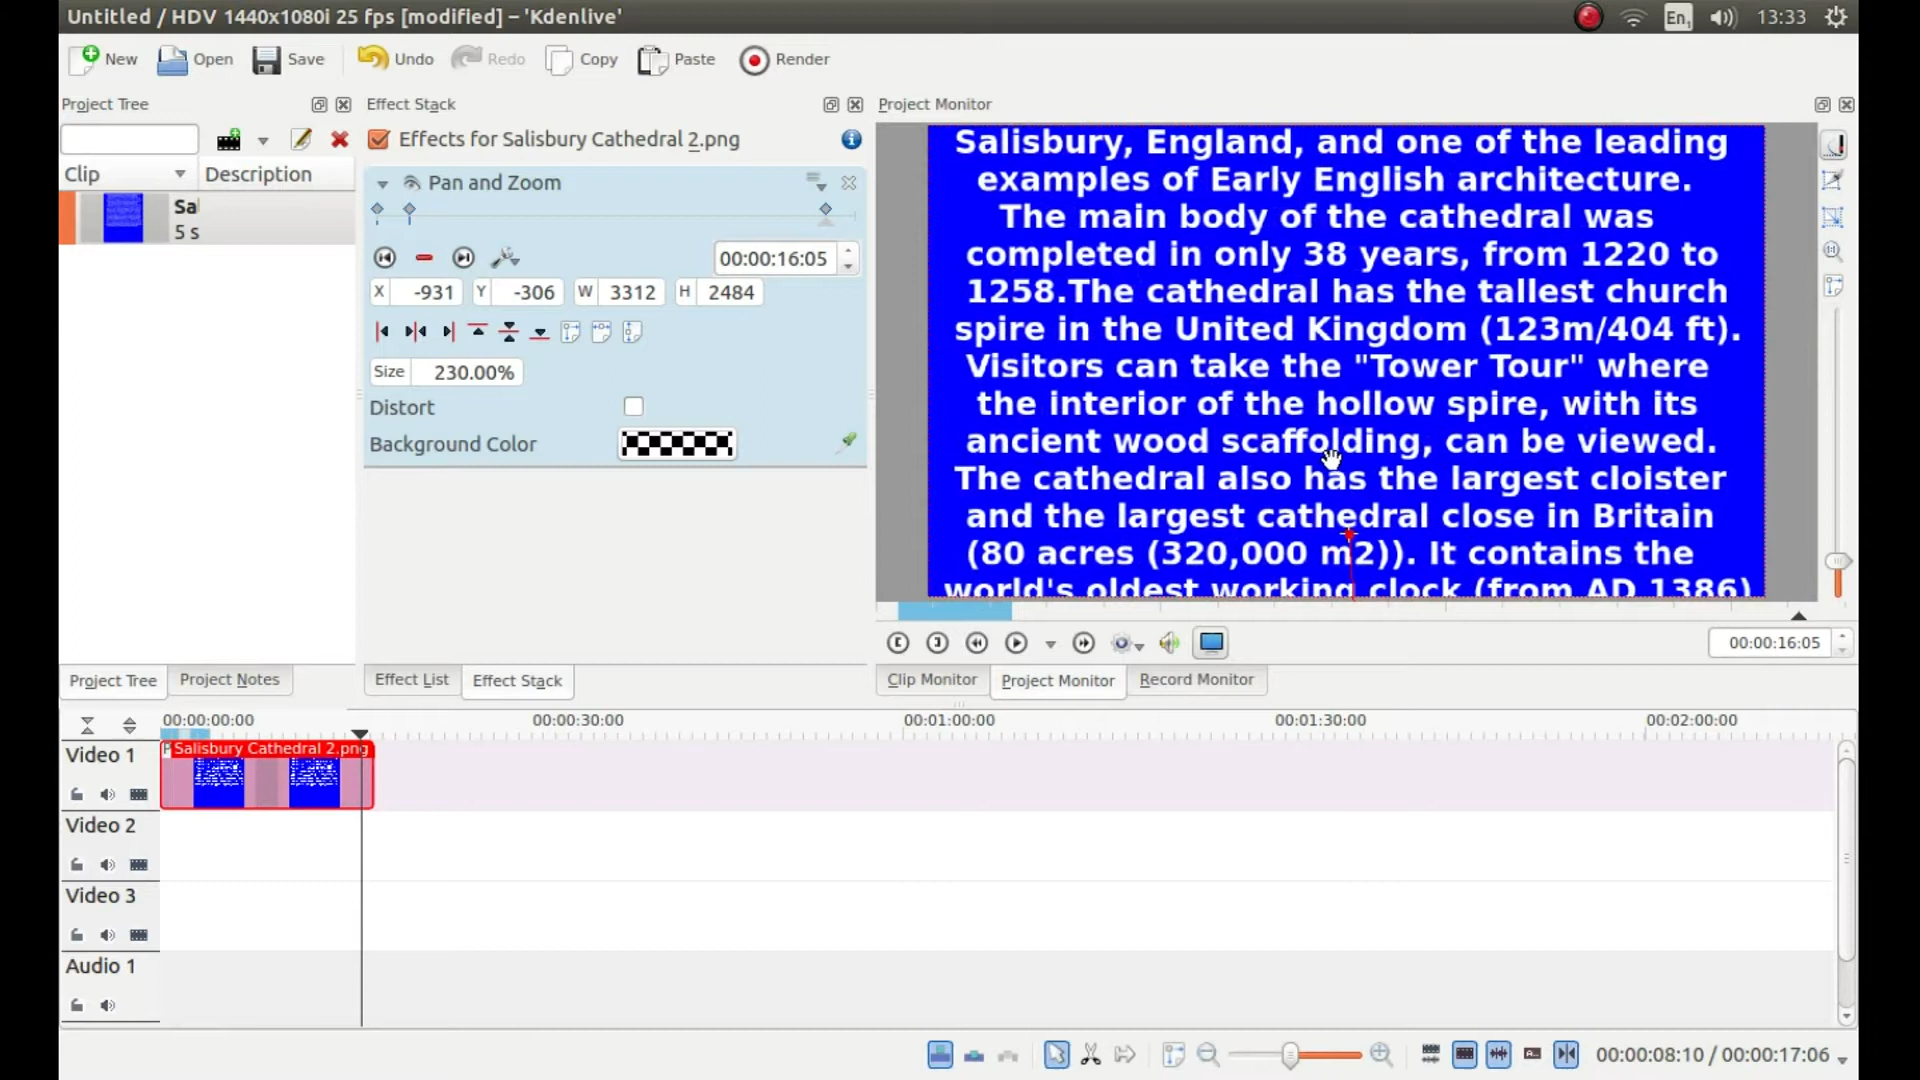 Untitled / HDV 1440x1080i 25 fps [modified] – 'Kdenlive'
En1 13:33
New Open Save Undo Redo Copy Paste Render
Project Tree
Effect Stack
Project Monitor
Effects for Salisbury Cathedral 2.png
Clip Description
Sal
5 s
Pan and Zoom
00:00:16:05
X -931 Y -306 W 3312 H 2484
Size 230.00%
Distort
Background Color
Salisbury, England, and one of the leading
examples of Early English architecture.
The main body of the cathedral was
completed in only 38 years, from 1220 to
1258.The cathedral has the tallest church
spire in the United Kingdom (123m/404 ft).
Visitors can take the "Tower Tour" where
the interior of the hollow spire, with its
ancient wood scaffolding, can be viewed.
The cathedral also has the largest cloister
and the largest cathedral close in Britain
(80 acres (320,000 m2)). It contains the
world's oldest working clock (from AD 1386)
00:00:16:05
Project Tree Project Notes
Effect List Effect Stack
Clip Monitor Project Monitor Record Monitor
00:00:00:00 00:00:30:00 00:01:00:00 00:01:30:00 00:02:00:00
Video 1
Salisbury Cathedral 2.png
Video 2
Video 3
Audio 1
00:00:08:10 / 00:00:17:06